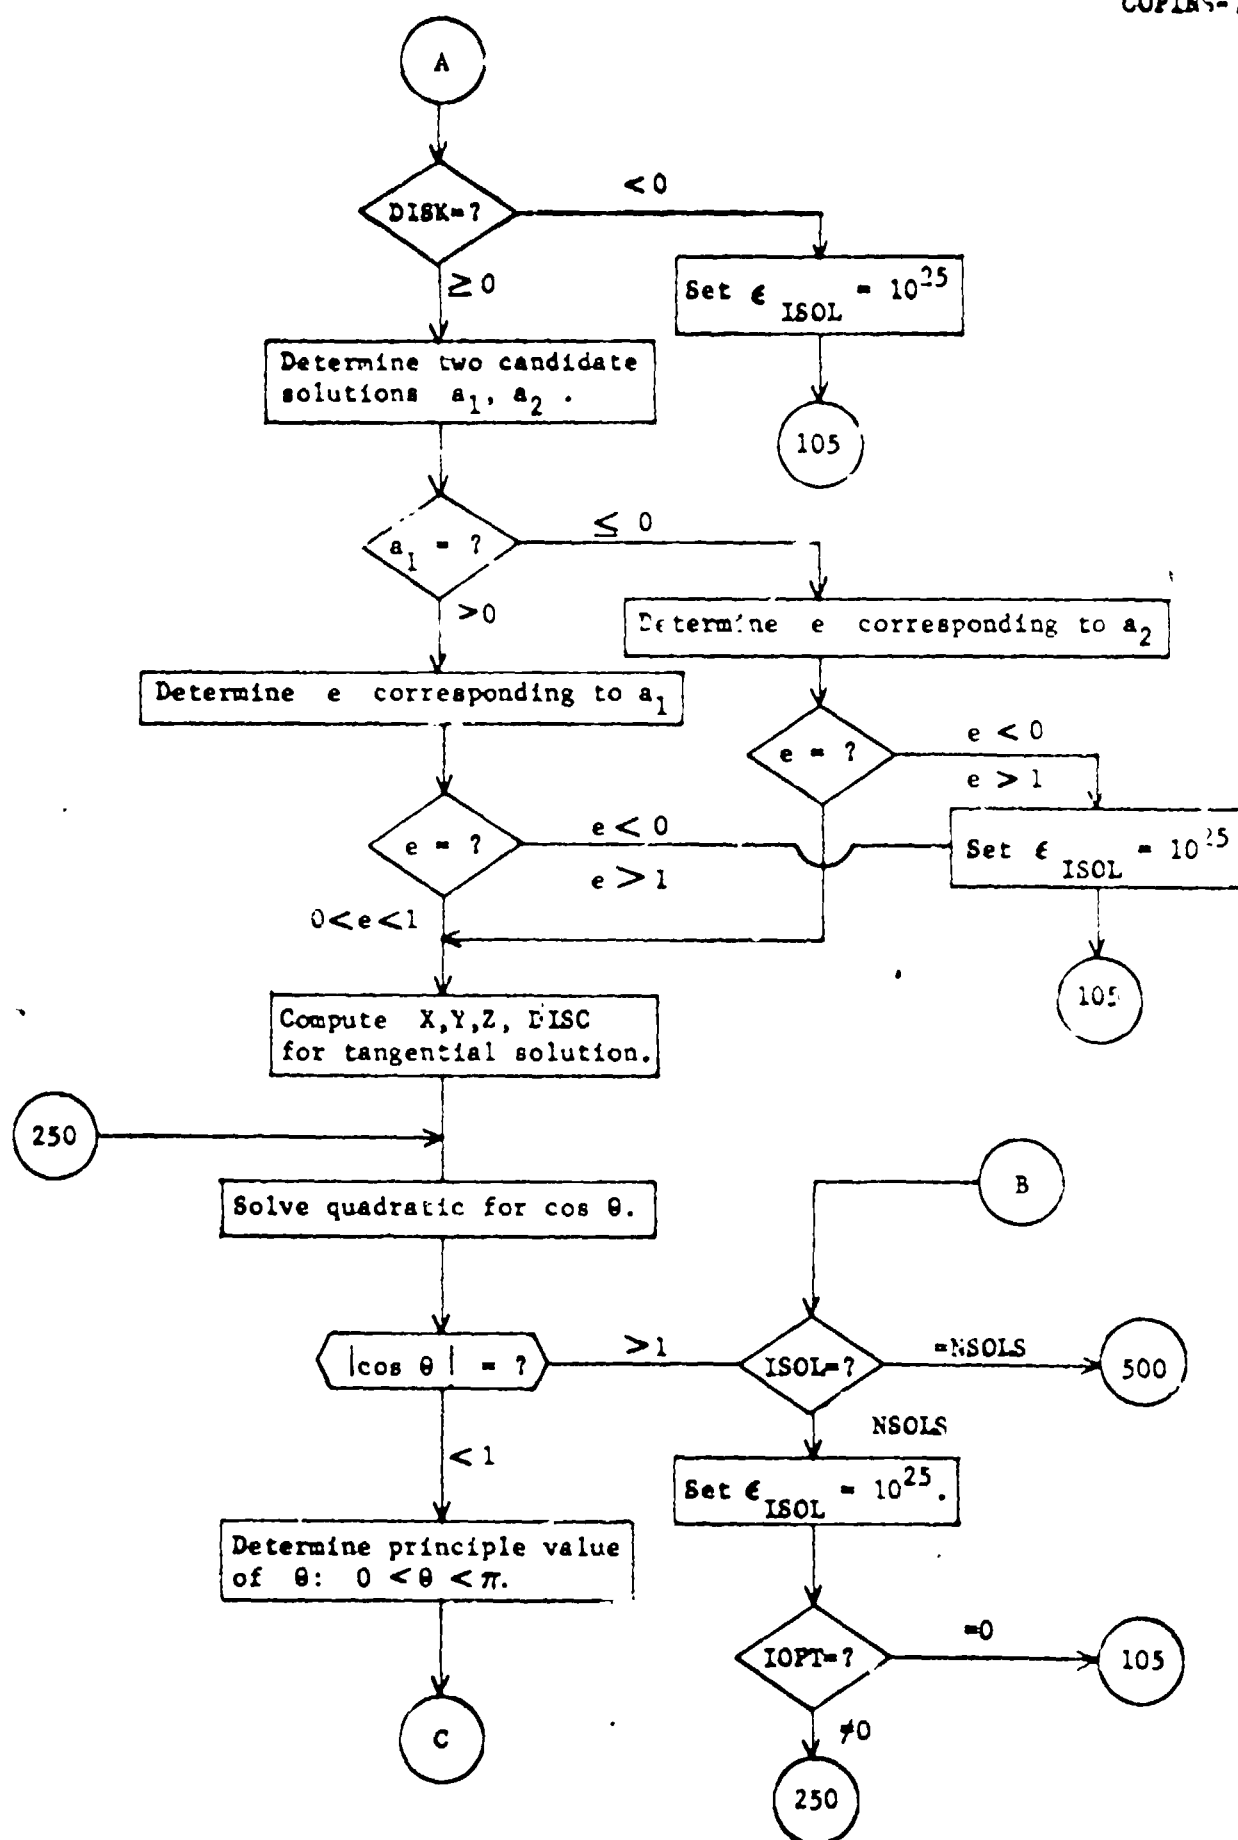 A
DISK=?
<0
≥0
Set ϵ ISOL = 10^25
Determine two candidate
solutions a1, a2 .
105
a1 = ?
≤ 0
>0
Determine e corresponding to a2
Determine e corresponding to a1
e = ?
e < 0
e > 1
e = ?
e < 0
e > 1
Set ϵ ISOL = 10^25
0<e<1
105
Compute X,Y,Z, DISC
for tangential solution.
250
B
Solve quadratic for cos θ.
|cos θ| = ?
>1
ISOL=?
=NSOLS
500
NSOLS
<1
Set ϵ ISOL = 10^25.
Determine principle value
of θ: 0 <θ <π.
IOPT=?
=0
105
≠0
C
250